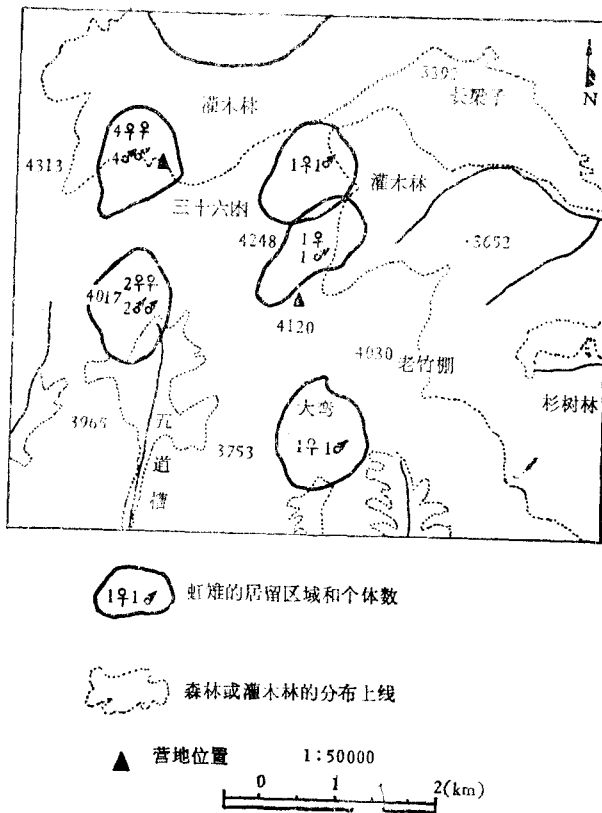 3392
长梁子
N
灌木林
4♀♀
4♂♂
4313
1♀1♂
灌木林
三十六囱
4248
1♀
1♂
·3652
4017
2♀♀
2♂♂
4120
4030
老竹棚
杉树林
3965
五道槽
3753
大弯
1♀1♂
1♀1♂ 虹雉的居留区域和个体数
森林或灌木林的分布上线
▲ 营地位置 1:50000
0 1 2(km)